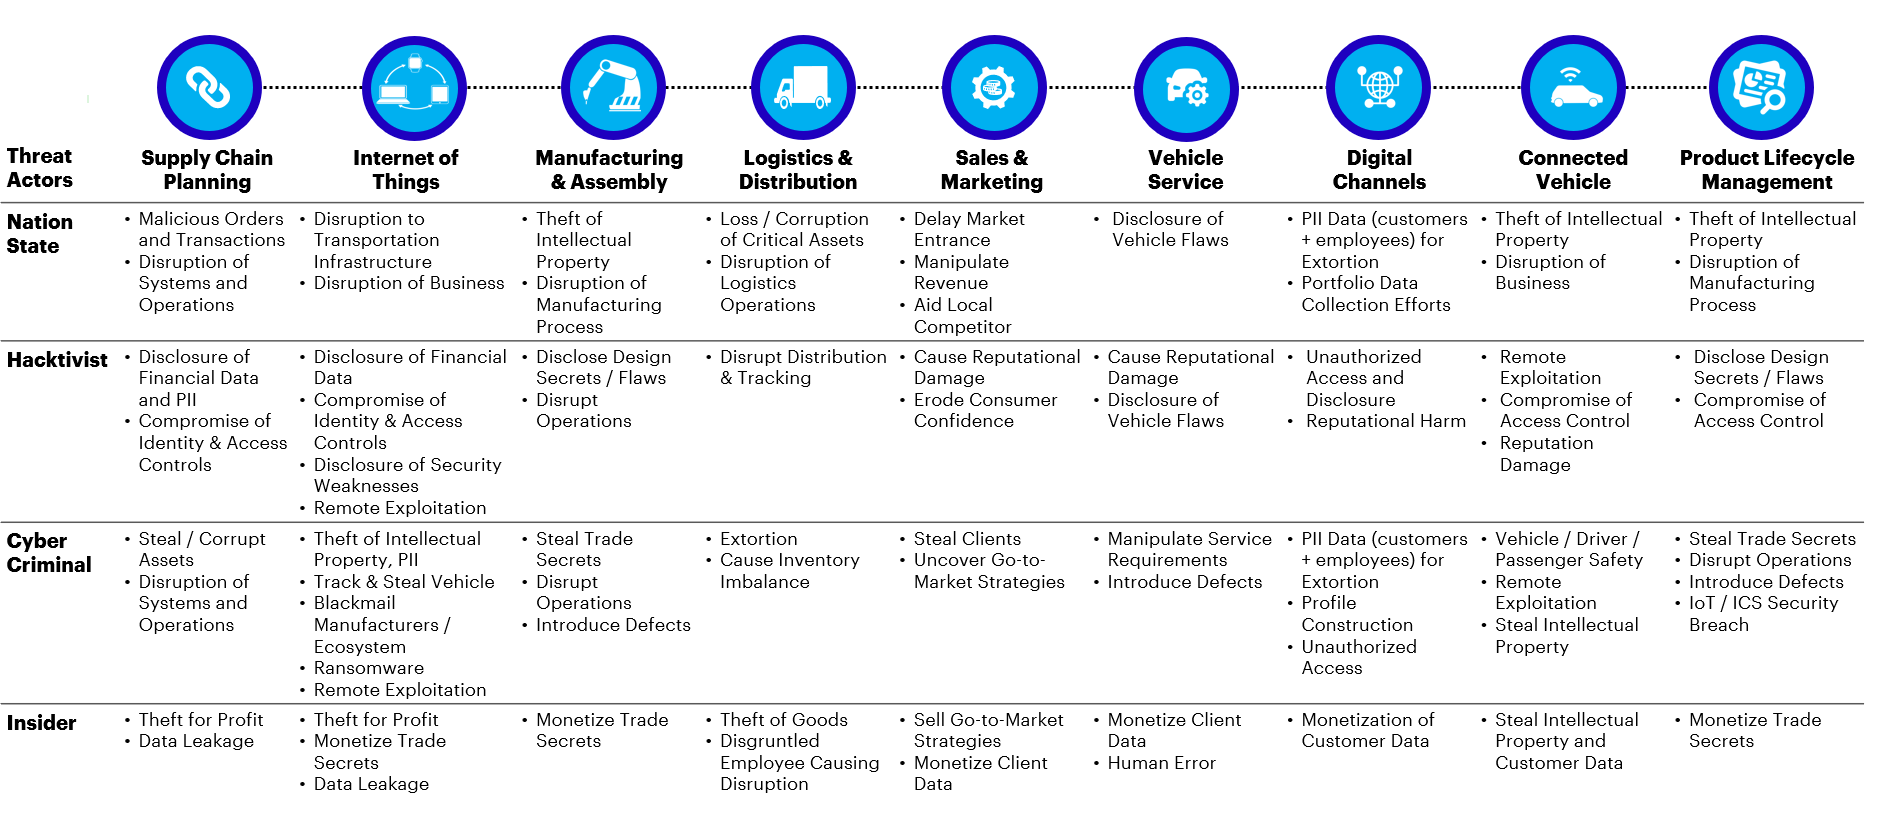 Threat
Actors
Supply Chain
Planning
Internet of
Things
Manufacturing
& Assembly
Logistics &
Distribution
Sales &
Marketing
Vehicle
Service
Digital
Channels
Connected
Vehicle
Product Lifecycle
Management
Nation
State
• Malicious Orders
and Transactions
• Disruption of
Systems and
Operations
• Disruption to
Transportation
Infrastructure
• Disruption of Business
• Theft of
Intellectual
Property
• Disruption of
Manufacturing
Process
• Loss / Corruption
of Critical Assets
• Disruption of
Logistics
Operations
• Delay Market
Entrance
• Manipulate
Revenue
• Aid Local
Competitor
• Disclosure of
Vehicle Flaws
• PII Data (customers
+ employees) for
Extortion
• Portfolio Data
Collection Efforts
• Theft of Intellectual
Property
• Disruption of
Business
• Theft of Intellectual
Property
• Disruption of
Manufacturing
Process
Hacktivist
• Disclosure of
Financial Data
and PII
• Compromise of
Identity & Access
Controls
• Disclosure of Financial
Data
• Compromise of
Identity & Access
Controls
• Disclosure of Security
Weaknesses
• Remote Exploitation
• Disclose Design
Secrets / Flaws
• Disrupt
Operations
• Disrupt Distribution
& Tracking
• Cause Reputational
Damage
• Erode Consumer
Confidence
• Cause Reputational
Damage
• Disclosure of
Vehicle Flaws
• Unauthorized
Access and
Disclosure
• Reputational Harm
• Remote
Exploitation
• Compromise of
Access Control
• Reputation
Damage
• Disclose Design
Secrets / Flaws
• Compromise of
Access Control
Cyber
Criminal
• Steal / Corrupt
Assets
• Disruption of
Systems and
Operations
• Theft of Intellectual
Property, PII
• Track & Steal Vehicle
• Blackmail
Manufacturers /
Ecosystem
• Ransomware
• Remote Exploitation
• Steal Trade
Secrets
• Disrupt
Operations
• Introduce Defects
• Extortion
• Cause Inventory
Imbalance
• Steal Clients
• Uncover Go-to-
Market Strategies
• Manipulate Service
Requirements
• Introduce Defects
• PII Data (customers
+ employees) for
Extortion
• Profile
Construction
• Unauthorized
Access
• Vehicle / Driver /
Passenger Safety
• Remote
Exploitation
• Steal Intellectual
Property
• Steal Trade Secrets
• Disrupt Operations
• Introduce Defects
• IoT / ICS Security
Breach
Insider
• Theft for Profit
• Data Leakage
• Theft for Profit
• Monetize Trade
Secrets
• Data Leakage
• Monetize Trade
Secrets
• Theft of Goods
• Disgruntled
Employee Causing
Disruption
• Sell Go-to-Market
Strategies
• Monetize Client
Data
• Monetize Client
Data
• Human Error
• Monetization of
Customer Data
• Steal Intellectual
Property and
Customer Data
• Monetize Trade
Secrets